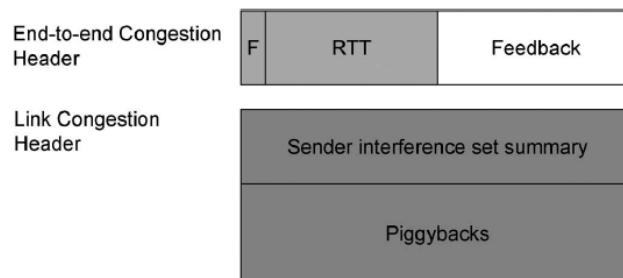 End-to-end Congestion
Header
F
RTT
Feedback
Link Congestion
Header
Sender interference set summary
Piggybacks